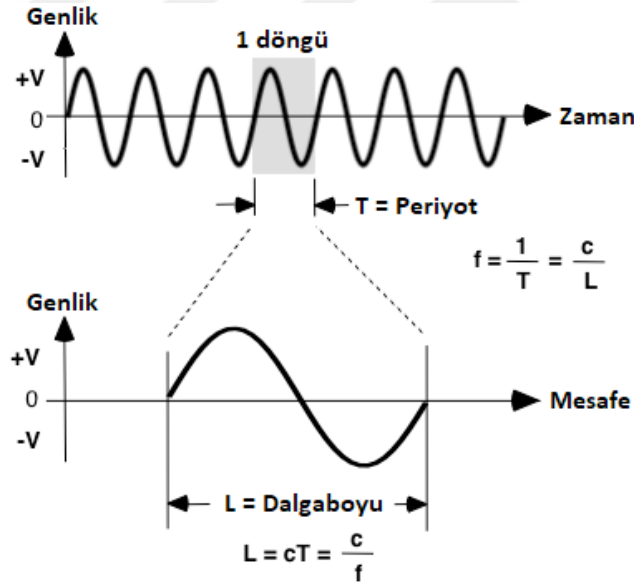 Genlik
1 döngü
+V
0
-V
Zaman
T = Periyot
f = 1/T = c/L
Genlik
+V
0
-V
Mesafe
L = Dalgaboyu
L = cT = c/f